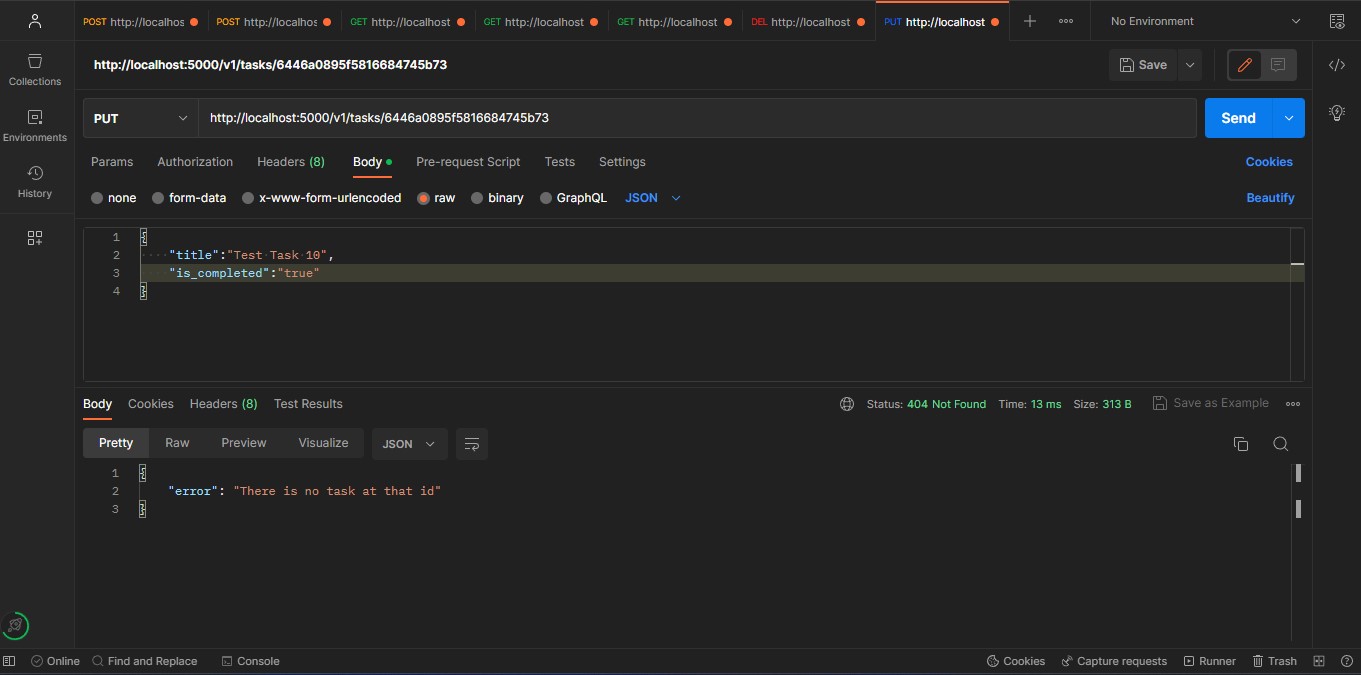 POST http://localhos POST http://localhos GET http://localhost GET http://localhost GET http://localhost DEL http://localhost PUT http://localhost No Environment
http://localhost:5000/v1/tasks/6446a0895f5816684745b73 Save
Collections
PUT http://localhost:5000/v1/tasks/6446a0895f5816684745b73 Send
Environments
Params Authorization Headers (8) Body Pre-request Script Tests Settings Cookies
History
none form-data x-www-form-urlencoded raw binary GraphQL JSON Beautify
1 {
2 "title":"Test Task 10",
3 "is_completed":"true"
4 }
Body Cookies Headers (8) Test Results Status: 404 Not Found Time: 13 ms Size: 313 B Save as Example
Pretty Raw Preview Visualize JSON
1 {
2 "error": "There is no task at that id"
3 }
Online Find and Replace Console Cookies Capture requests Runner Trash